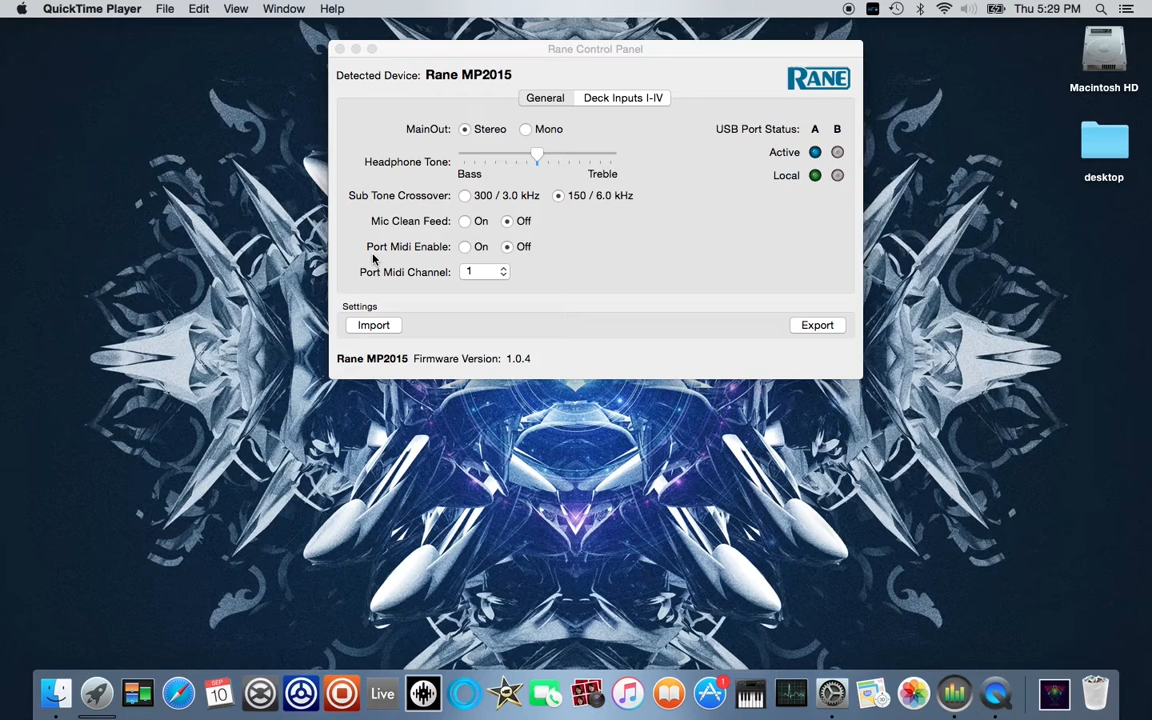 QuickTime Player File Edit View Window Help Thu 5:29 PM
Rane Control Panel
Detected Device: Rane MP2015
RANE
General Deck Inputs I-IV
MainOut: Stereo Mono
USB Port Status: A B
Active
Headphone Tone:
Bass Treble
Local
Sub Tone Crossover: 300 / 3.0 kHz 150 / 6.0 kHz
Mic Clean Feed: On Off
Port Midi Enable: On Off
Port Midi Channel: 1
Settings
Import Export
Rane MP2015 Firmware Version: 1.0.4
Macintosh HD
desktop
SEP
10
Live
1